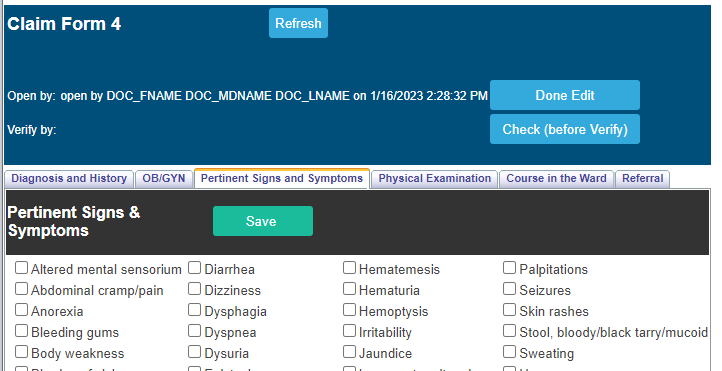 Claim Form 4
Refresh
Open by: open by DOC_FNAME DOC_MDNAME DOC_LNAME on 1/16/2023 2:28:32 PM
Done Edit
Verify by:
Check (before Verify)
Diagnosis and History OB/GYN Pertinent Signs and Symptoms Physical Examination Course in the Ward Referral
Pertinent Signs &
Symptoms
Save
Altered mental sensorium Diarrhea Hematemesis Palpitations
Abdominal cramp/pain Dizziness Hematuria Seizures
Anorexia Dysphagia Hemoptysis Skin rashes
Bleeding gums Dyspnea Irritability Stool, bloody/black tarry/mucoid
Body weakness Dysuria Jaundice Sweating